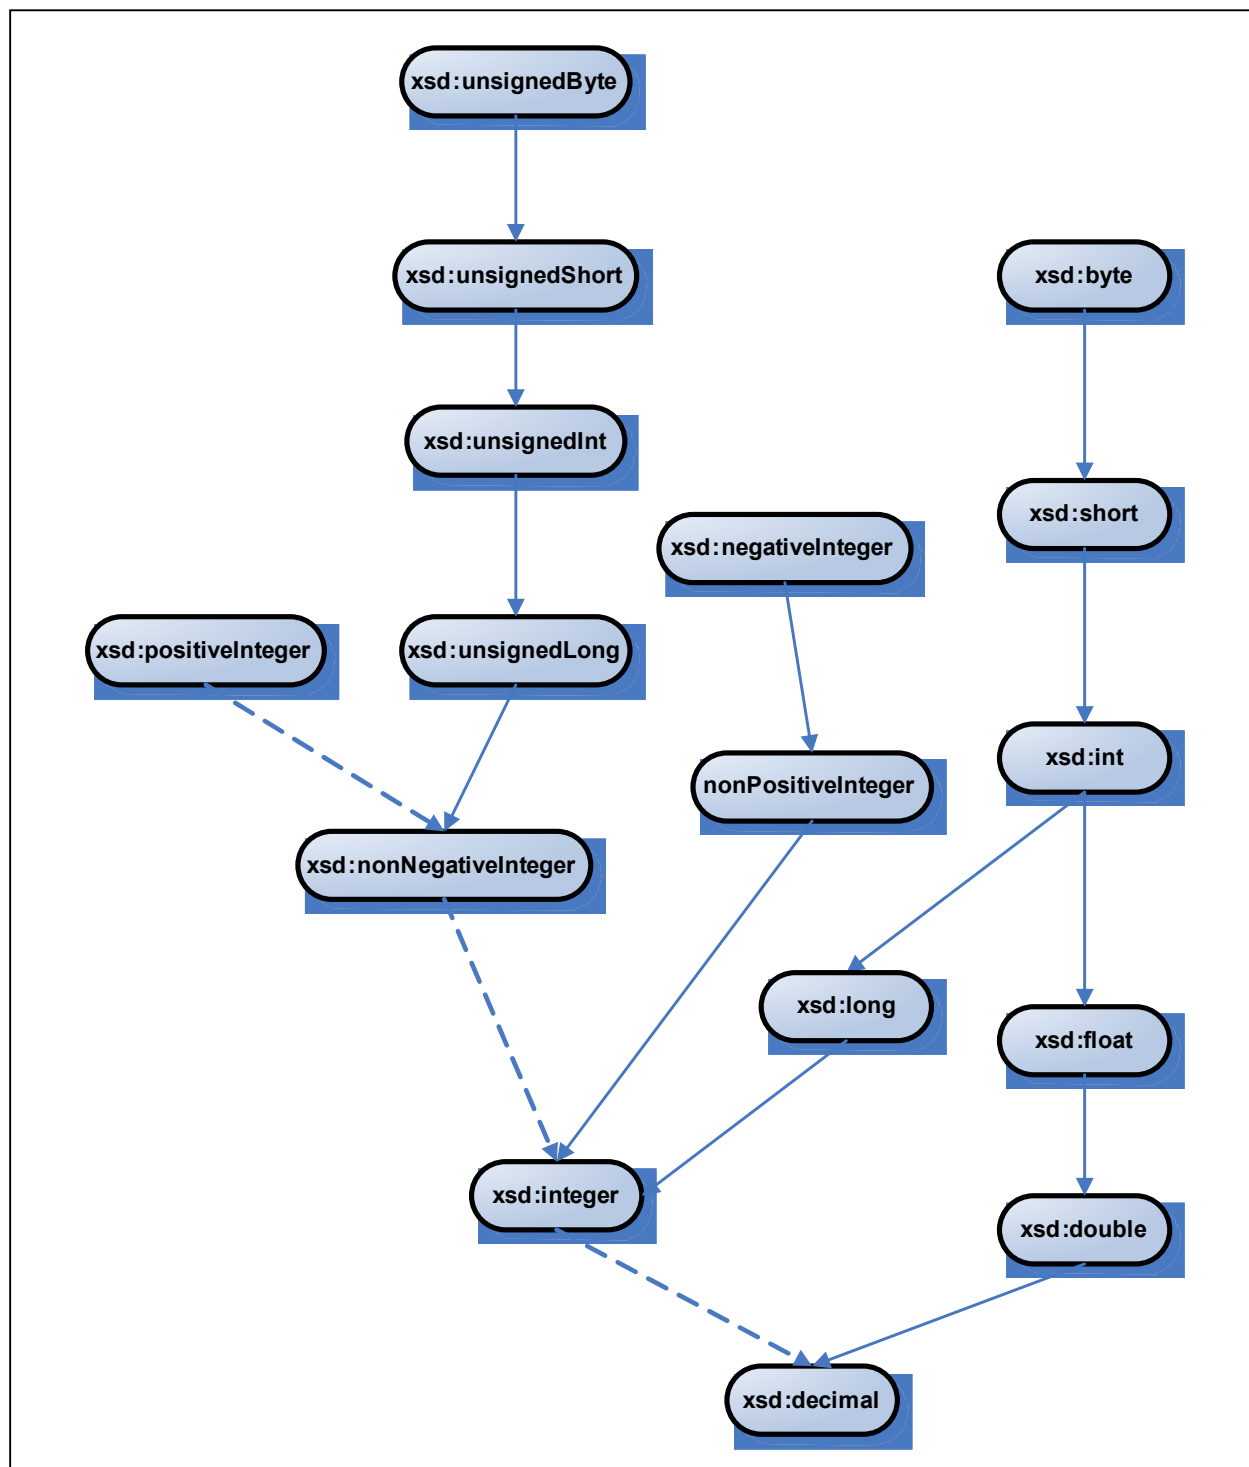 xsd:unsignedByte
xsd:unsignedShort
xsd:byte
xsd:unsignedInt
xsd:short
xsd:negativeInteger
xsd:positiveInteger
xsd:unsignedLong
xsd:int
nonPositiveInteger
xsd:nonNegativeInteger
xsd:long
xsd:float
xsd:integer
xsd:double
xsd:decimal